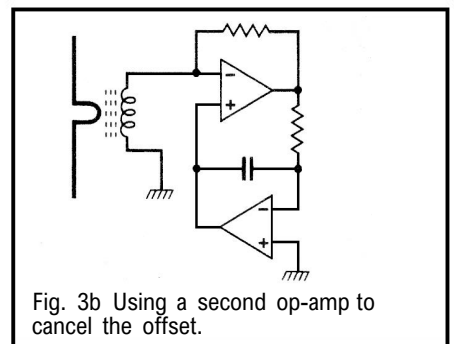 −
+
−
+
Fig. 3b Using a second op-amp to
cancel the offset.